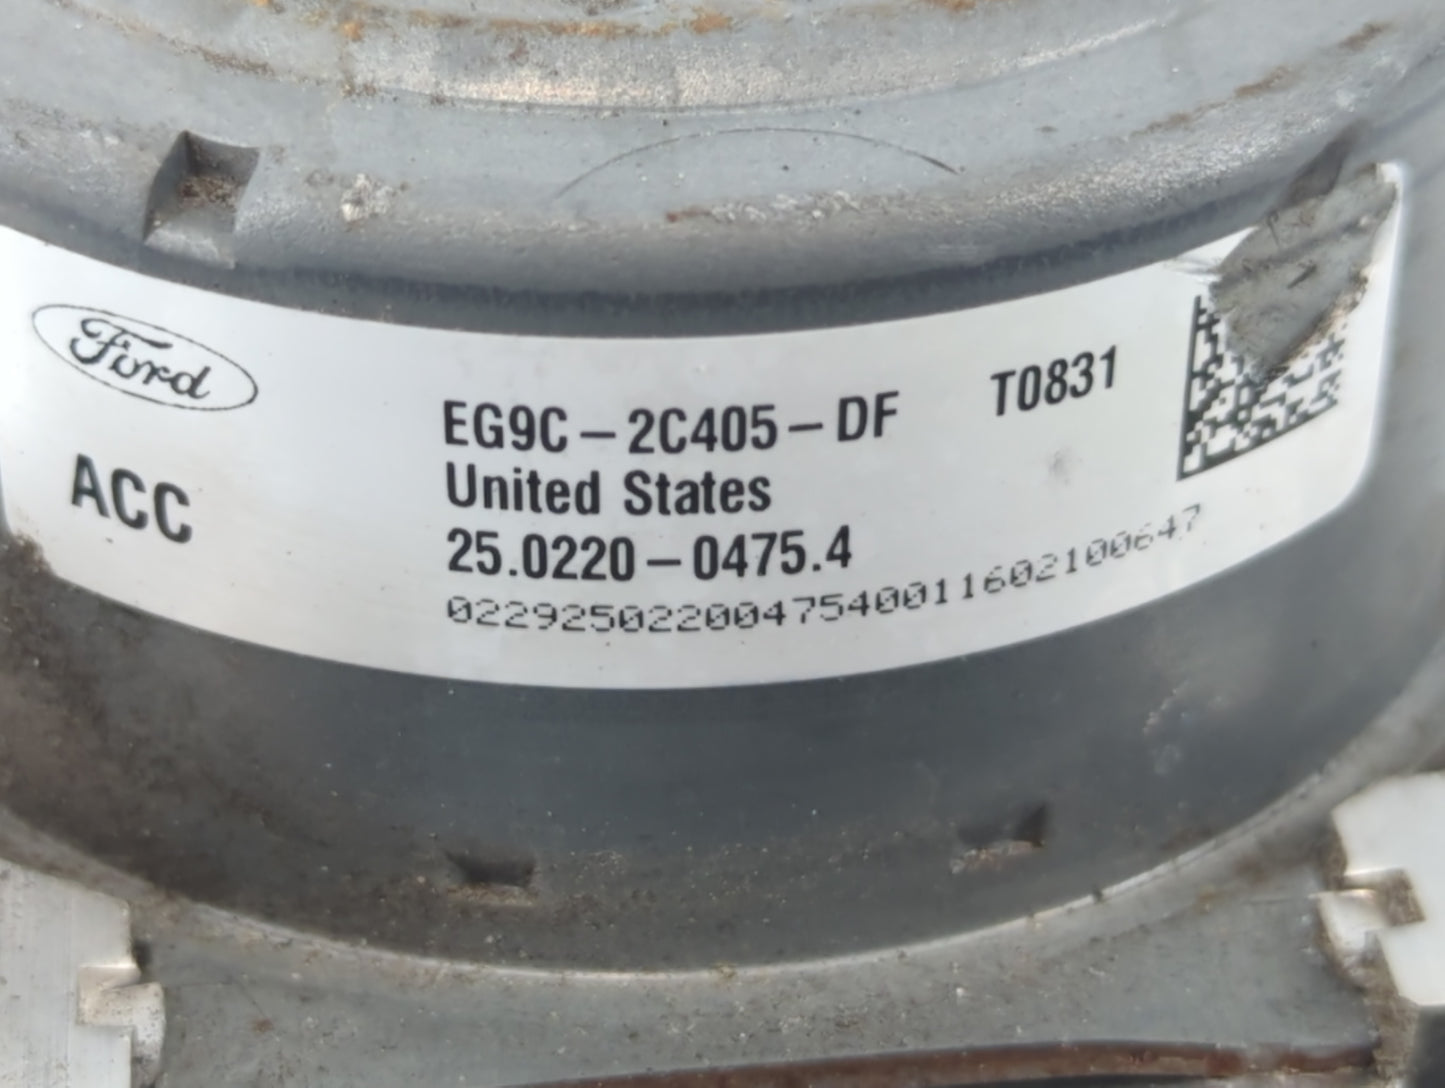 Ford
ACC
EG9C-2C405-DF
T0831
United States
25.0220-0475.4
0229250220047540011602100647